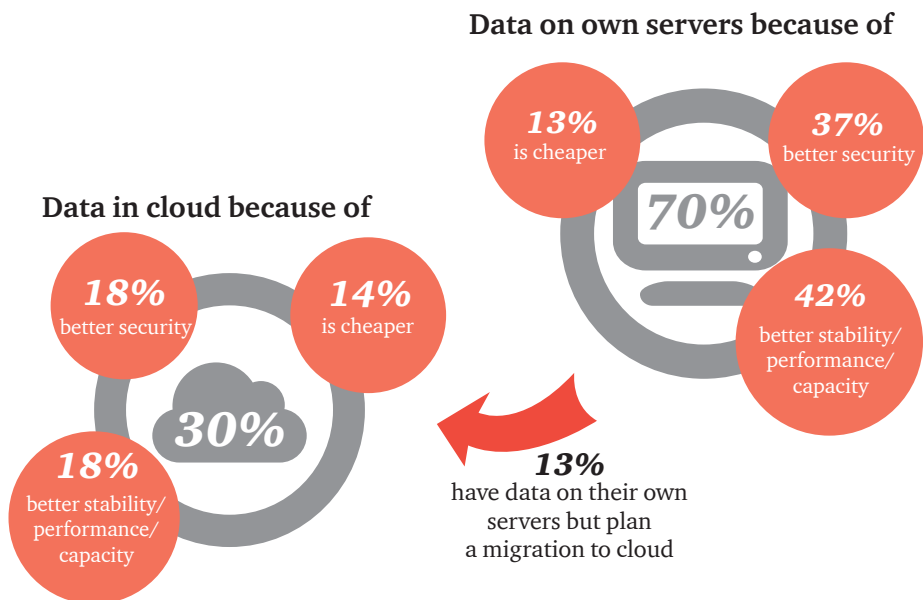 Data on own servers because of
13%
is cheaper
37%
better security
70%
42%
better stability/
performance/
capacity
Data in cloud because of
18%
better security
14%
is cheaper
30%
18%
better stability/
performance/
capacity
13%
have data on their own
servers but plan
a migration to cloud